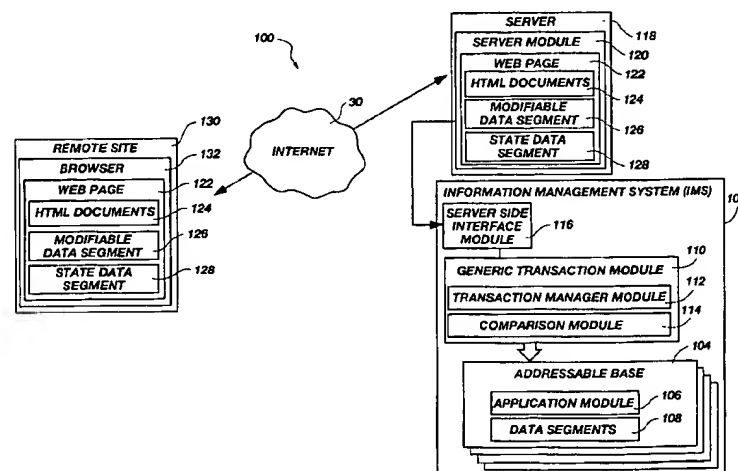 100
30
INTERNET
130
REMOTE SITE
132
BROWSER
122
WEB PAGE
124
HTML DOCUMENTS
126
MODIFIABLE
DATA SEGMENT
128
STATE DATA
SEGMENT
SERVER
118
SERVER MODULE
120
WEB PAGE
122
HTML DOCUMENTS
124
MODIFIABLE
DATA SEGMENT
126
STATE DATA
SEGMENT
128
INFORMATION MANAGEMENT SYSTEM (IMS)
SERVER SIDE
INTERFACE
MODULE
116
GENERIC TRANSACTION MODULE
110
TRANSACTION MANAGER MODULE
112
COMPARISON MODULE
114
104
ADDRESSABLE BASE
APPLICATION MODULE
106
DATA SEGMENTS
108